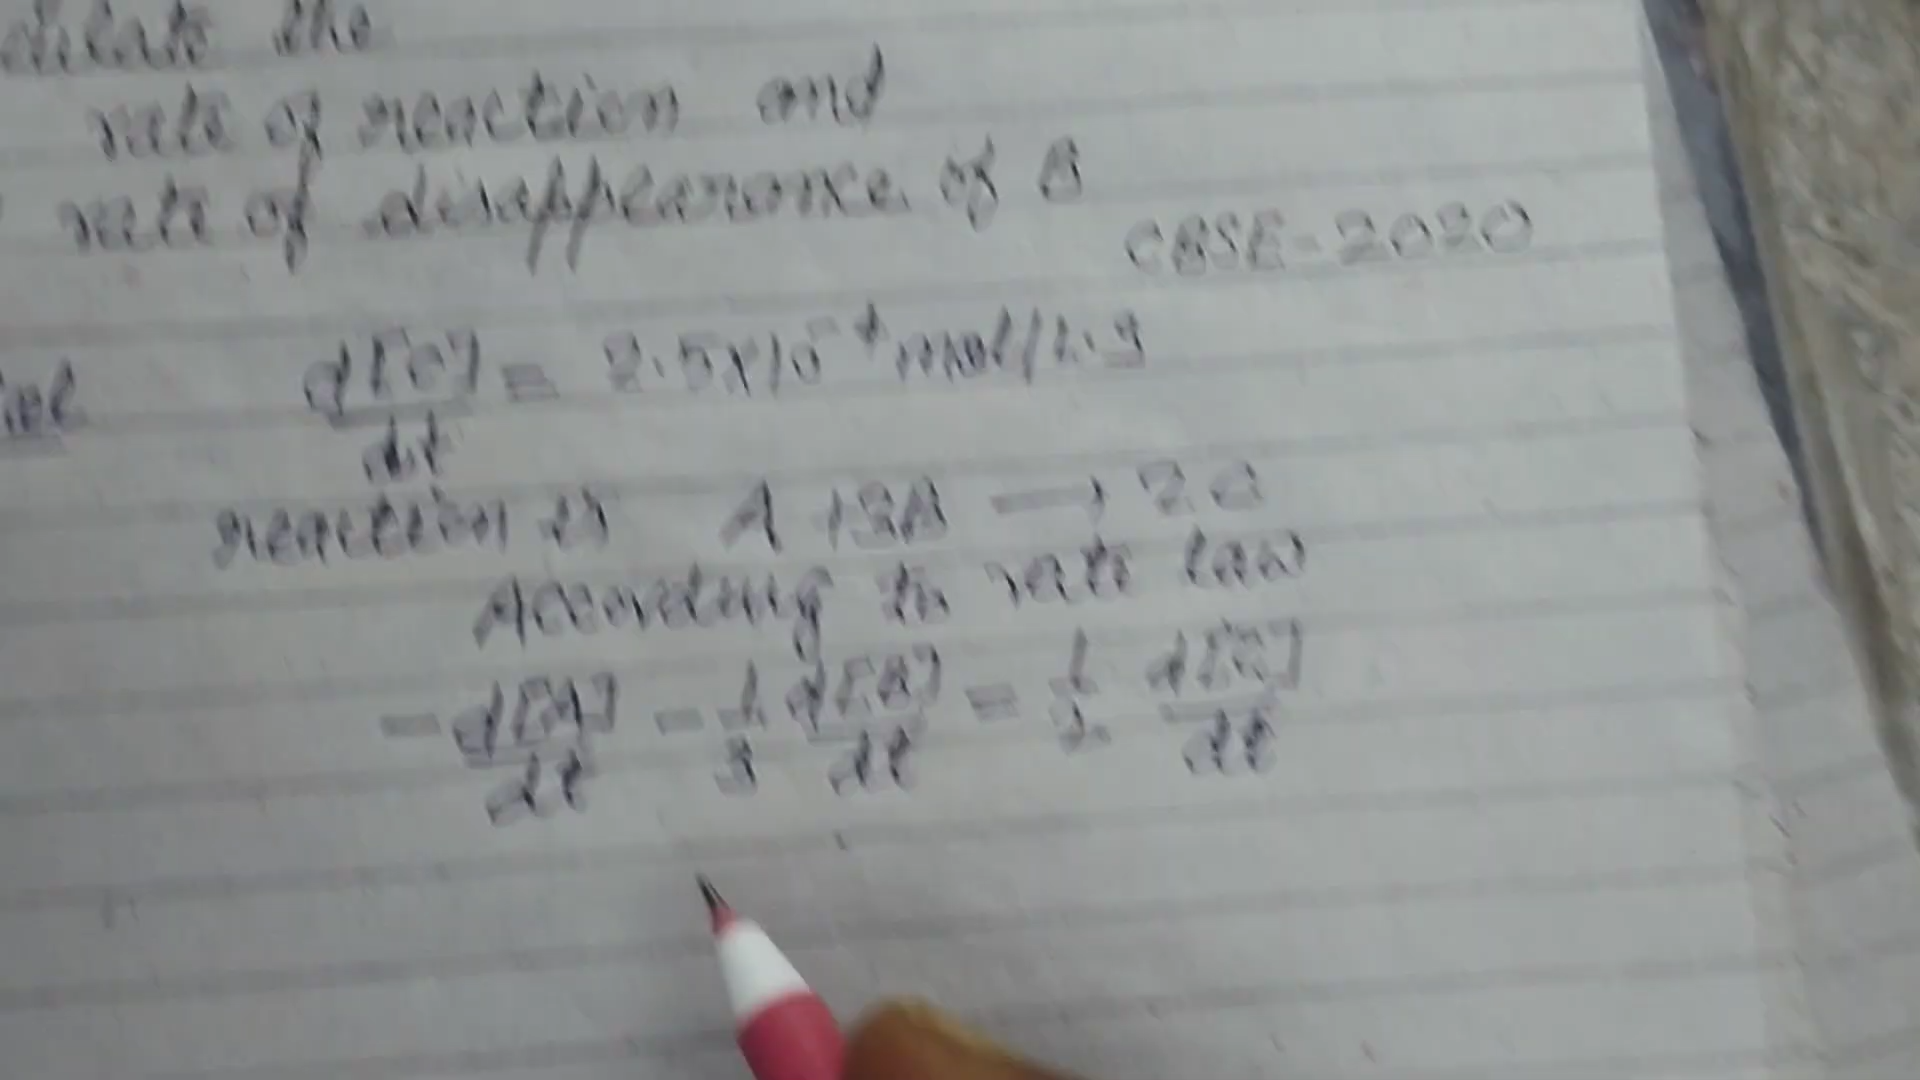 the
rate of reaction and
rate of disappearance of B
CBSE-2020
Sol d[C]/dt = 2.5×10⁻⁴ mol/L.s
reaction is A + 3B → 2C
According to rate law
-d[A]/dt - 1/3 d[B]/dt = 1/2 d[C]/dt